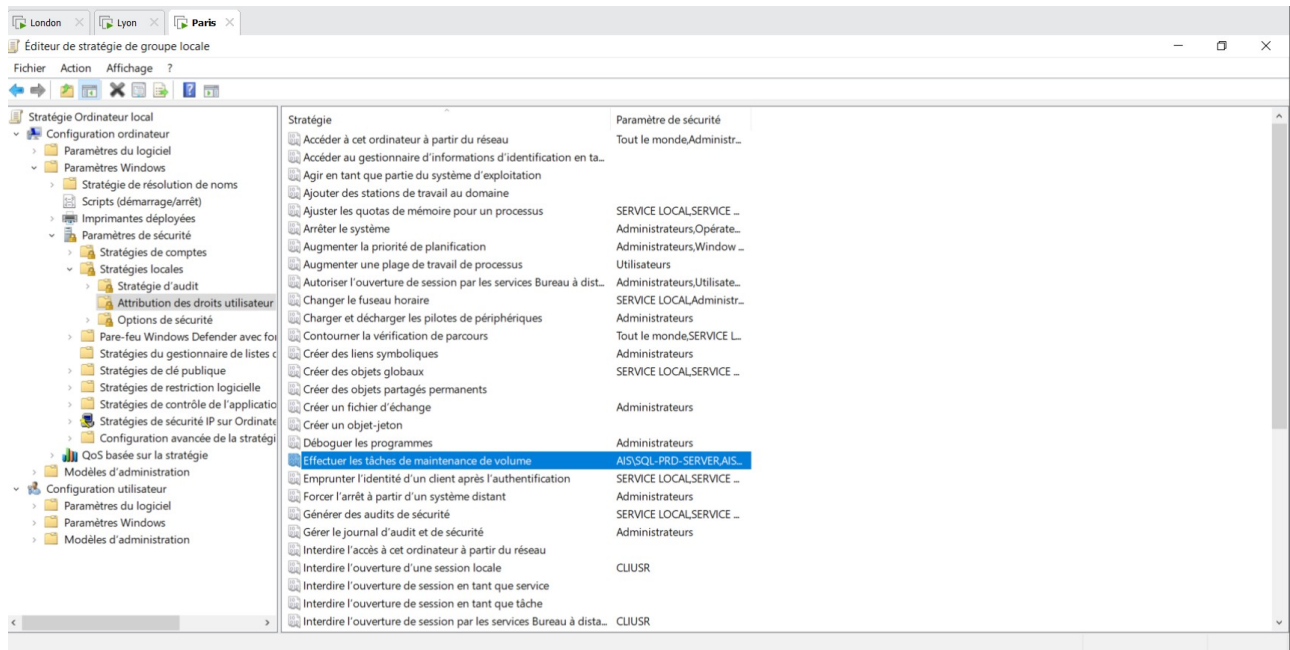 London Lyon Paris
Éditeur de stratégie de groupe locale
Fichier Action Affichage ?
Stratégie Ordinateur local
Configuration ordinateur
Paramètres du logiciel
Paramètres Windows
Stratégie de résolution de noms
Scripts (démarrage/arrêt)
Imprimantes déployées
Paramètres de sécurité
Stratégies de comptes
Stratégies locales
Stratégie d'audit
Attribution des droits utilisateur
Options de sécurité
Pare-feu Windows Defender avec for
Stratégies du gestionnaire de listes c
Stratégies de clé publique
Stratégies de restriction logicielle
Stratégies de contrôle de l'applicatio
Stratégies de sécurité IP sur Ordinate
Configuration avancée de la stratégi
QoS basée sur la stratégie
Modèles d'administration
Configuration utilisateur
Paramètres du logiciel
Paramètres Windows
Modèles d'administration
Stratégie Paramètre de sécurité
Accéder à cet ordinateur à partir du réseau Tout le monde,Administr...
Accéder au gestionnaire d'informations d'identification en ta...
Agir en tant que partie du système d'exploitation
Ajouter des stations de travail au domaine
Ajuster les quotas de mémoire pour un processus SERVICE LOCAL,SERVICE ...
Arrêter le système Administrateurs,Opérate...
Augmenter la priorité de planification Administrateurs,Window ...
Augmenter une plage de travail de processus Utilisateurs
Autoriser l'ouverture de session par les services Bureau à dist... Administrateurs,Utilisate...
Changer le fuseau horaire SERVICE LOCAL,Administr...
Charger et décharger les pilotes de périphériques Administrateurs
Contourner la vérification de parcours Tout le monde,SERVICE L...
Créer des liens symboliques Administrateurs
Créer des objets globaux SERVICE LOCAL,SERVICE ...
Créer des objets partagés permanents
Créer un fichier d'échange Administrateurs
Créer un objet-jeton
Déboguer les programmes Administrateurs
Effectuer les tâches de maintenance de volume AIS\SQL-PRD-SERVER,AIS...
Emprunter l'identité d'un client après l'authentification SERVICE LOCAL,SERVICE ...
Forcer l'arrêt à partir d'un système distant Administrateurs
Générer des audits de sécurité SERVICE LOCAL,SERVICE ...
Gérer le journal d'audit et de sécurité Administrateurs
Interdire l'accès à cet ordinateur à partir du réseau
Interdire l'ouverture d'une session locale CLIUSR
Interdire l'ouverture de session en tant que service
Interdire l'ouverture de session en tant que tâche
Interdire l'ouverture de session par les services Bureau à dista... CLIUSR